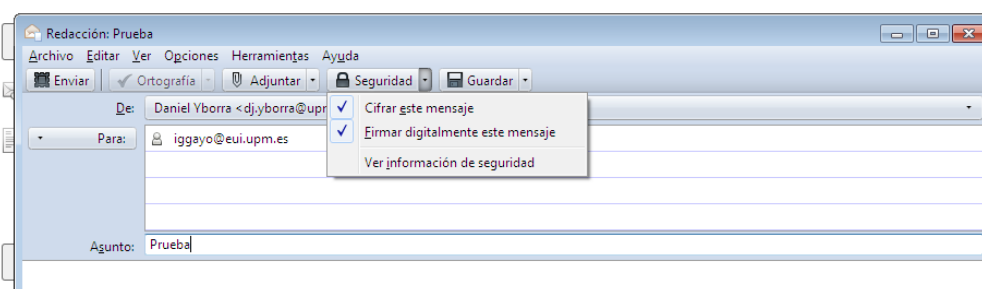 Redacción: Prueba
Archivo Editar Ver Opciones Herramientas Ayuda
Enviar Ortografía Adjuntar Seguridad Guardar
De: Daniel Yborra <dj.yborra@upr
Cifrar este mensaje
Para: iggayo@eui.upm.es
Firmar digitalmente este mensaje
Ver información de seguridad
Asunto: Prueba